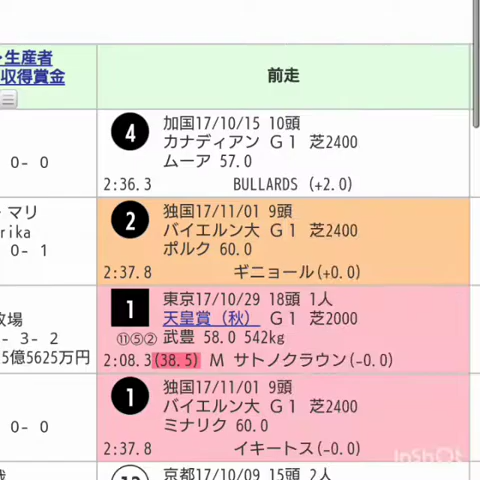 ・生産者
収得賞金
前走
4
加国17/10/15 10頭
カナディアン Ｇ１ 芝2400
ムーア 57.0
0- 0
2:36.3 BULLARDS (+2.0)
・マリ
rika
0- 1
2
独国17/11/01 9頭
バイエルン大 Ｇ１ 芝2400
ポルク 60.0
2:37.8 ギニョール(+0.0)
牧場
- 3- 2
5億5625万円
1
東京17/10/29 18頭 1人
天皇賞（秋） Ｇ１ 芝2000
⑪⑤② 武豊 58.0 542kg
2:08.3(38.5) M サトノクラウン(-0.0)
0- 0
1
独国17/11/01 9頭
バイエルン大 Ｇ１ 芝2400
ミナリク 60.0
2:37.8 イキートス(-0.0)
京都17/10/09 15頭 2人
InShOt